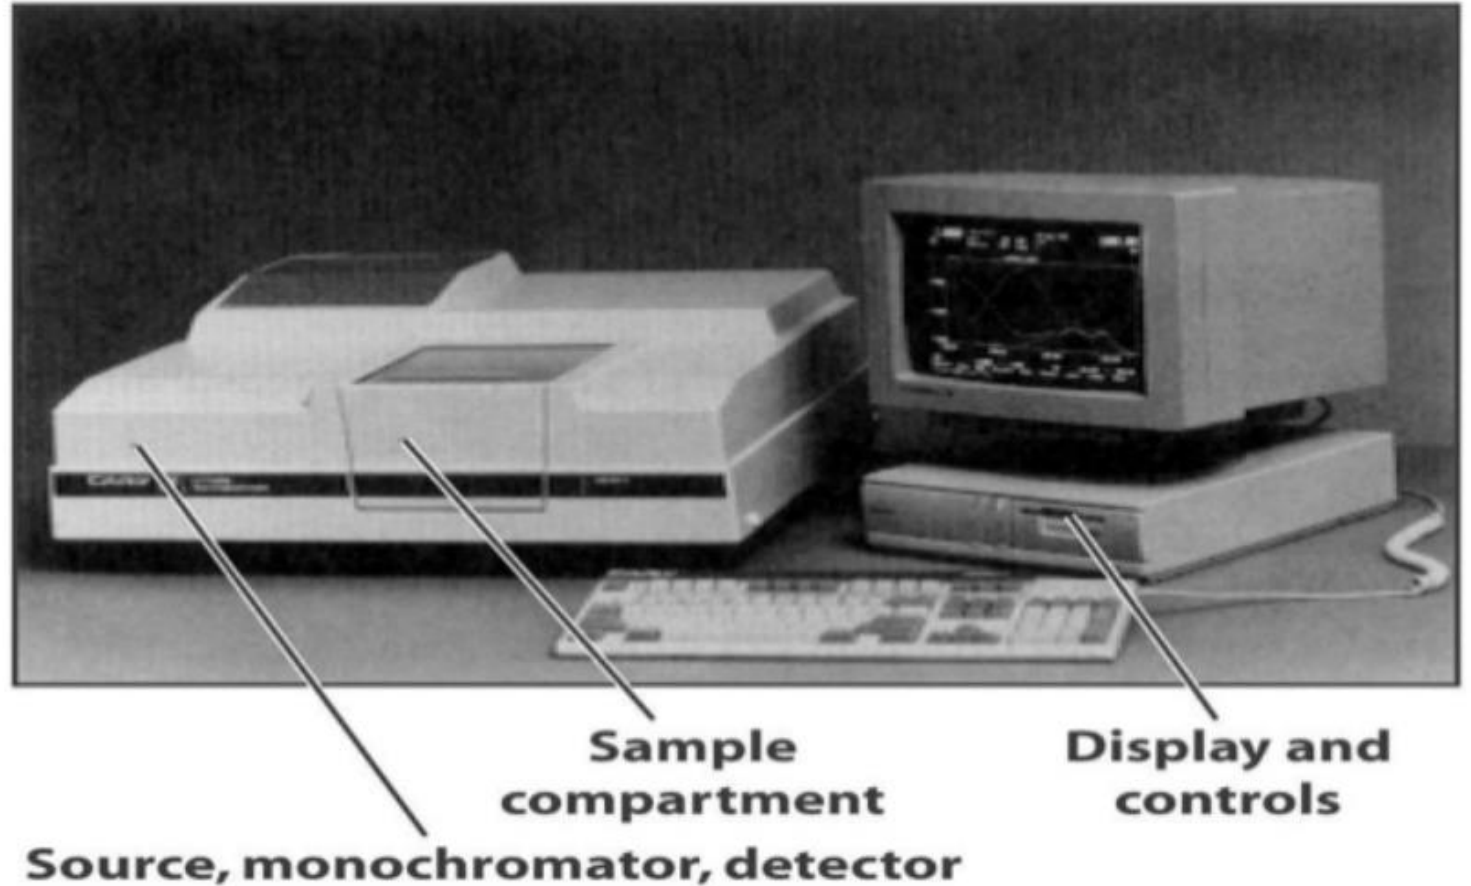 Sample
compartment
Display and
controls
Source, monochromator, detector